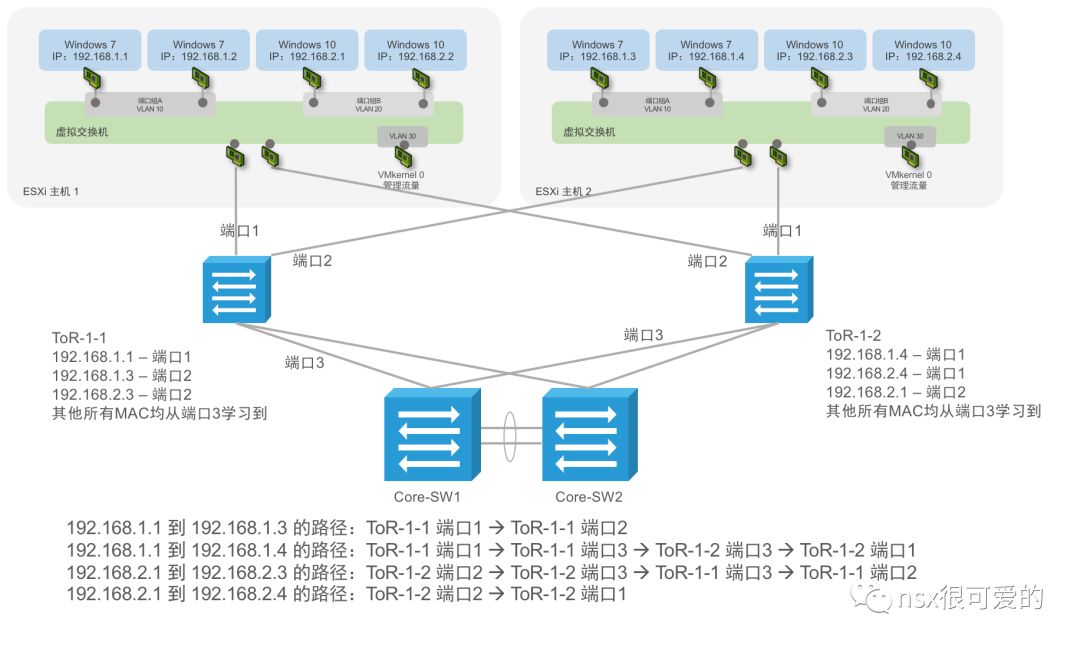 Windows 7
IP：192.168.1.1
Windows 7
IP：192.168.1.2
Windows 10
IP：192.168.2.1
Windows 10
IP：192.168.2.2
端口组A
VLAN 10
端口组B
VLAN 20
虚拟交换机
VLAN 30
VMkernel 0
管理流量
ESXi 主机 1
Windows 7
IP：192.168.1.3
Windows 7
IP：192.168.1.4
Windows 10
IP：192.168.2.3
Windows 10
IP：192.168.2.4
端口组A
VLAN 10
端口组B
VLAN 20
虚拟交换机
VLAN 30
VMkernel 0
管理流量
ESXi 主机 2
端口1
端口2
端口1
端口2
端口3
端口3
ToR-1-1
192.168.1.1 – 端口1
192.168.1.3 – 端口2
192.168.2.3 – 端口2
其他所有MAC均从端口3学习到
ToR-1-2
192.168.1.4 – 端口1
192.168.2.4 – 端口1
192.168.2.1 – 端口2
其他所有MAC均从端口3学习到
Core-SW1
Core-SW2
192.168.1.1 到 192.168.1.3 的路径：ToR-1-1 端口1 → ToR-1-1 端口2
192.168.1.1 到 192.168.1.4 的路径：ToR-1-1 端口1 → ToR-1-1 端口3 → ToR-1-2 端口3 → ToR-1-2 端口1
192.168.2.1 到 192.168.2.3 的路径：ToR-1-2 端口2 → ToR-1-2 端口3 → ToR-1-1 端口3 → ToR-1-1 端口2
192.168.2.1 到 192.168.2.4 的路径：ToR-1-2 端口2 → ToR-1-2 端口1
nsx很可爱的